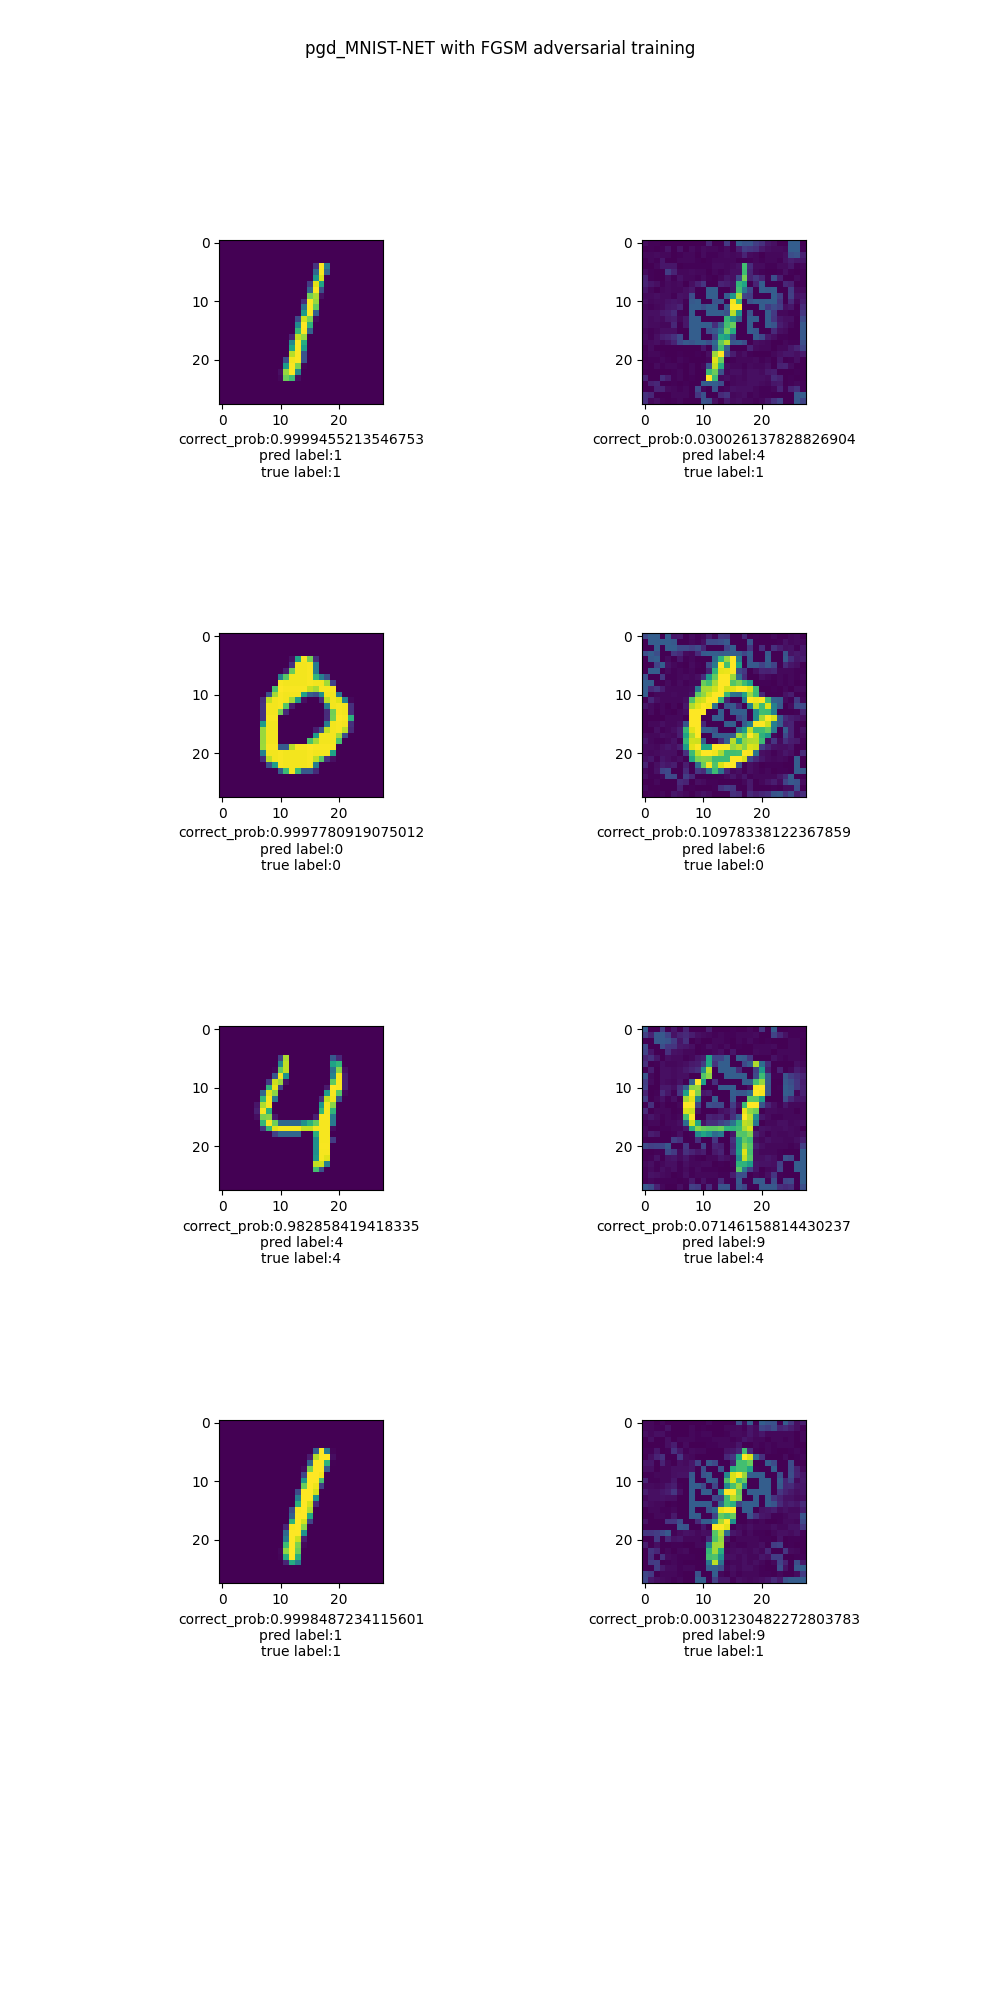 pgd_MNIST-NET with FGSM adversarial training
0
10
20
0 10 20
correct_prob:0.9999455213546753
pred label:1
true label:1
0
10
20
0 10 20
correct_prob:0.030026137828826904
pred label:4
true label:1
0
10
20
0 10 20
correct_prob:0.9997780919075012
pred label:0
true label:0
0
10
20
0 10 20
correct_prob:0.10978338122367859
pred label:6
true label:0
0
10
20
0 10 20
correct_prob:0.982858419418335
pred label:4
true label:4
0
10
20
0 10 20
correct_prob:0.07146158814430237
pred label:9
true label:4
0
10
20
0 10 20
correct_prob:0.9998487234115601
pred label:1
true label:1
0
10
20
0 10 20
correct_prob:0.0031230482272803783
pred label:9
true label:1